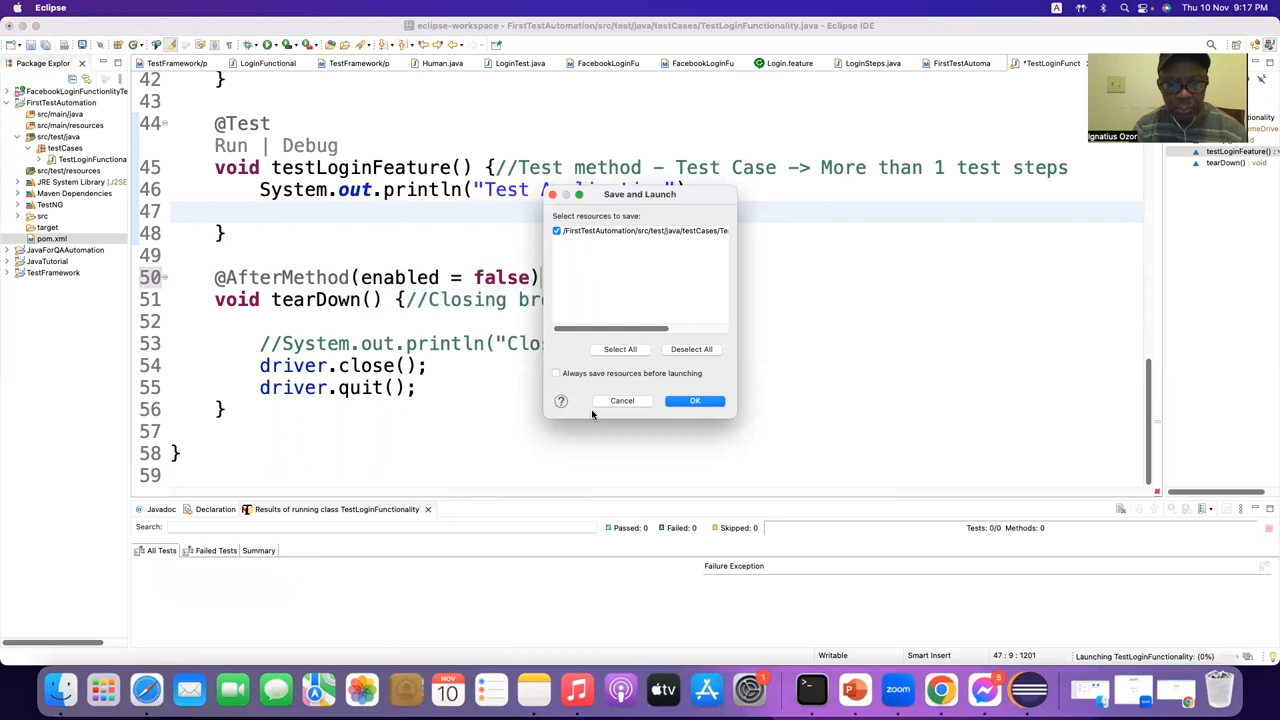 Eclipse
A
Thu 10 Nov 9:17 PM
eclipse-workspace - FirstTestAutomation/src/test/java/testCases/TestLoginFunctionality.java - Eclipse IDE
Package Explor
TestFramework/p
LoginFunctional
TestFramework/p
Human.java
LoginTest.java
FacebookLoginFu
FacebookLoginFu
Login.feature
LoginSteps.java
FirstTestAutoma
*TestLoginFunct
FacebookLoginFunctionlityTe
FirstTestAutomation
src/main/java
src/main/resources
src/test/java
testCases
TestLoginFunctiona
src/test/resources
JRE System Library [J2SE
Maven Dependencies
TestNG
src
target
pom.xml
JavaForQAAutomation
JavaTutorial
TestFramework
42 }
43
44 @Test
Run | Debug
45 void testLoginFeature() {//Test method - Test Case -> More than 1 test steps
46 System.out.println("Test
47
48 }
49
50 @AfterMethod(enabled = false)
51 void tearDown() {//Closing br
52
53 //System.out.println("Clo
54 driver.close();
55 driver.quit();
56 }
57
58 }
59
Save and Launch
Select resources to save:
/FirstTestAutomation/src/test/java/testCases/Te
Select All
Deselect All
Always save resources before launching
?
Cancel
OK
Ignatius Ozor
testLoginFeature() : v
tearDown() : void
Javadoc
Declaration
Results of running class TestLoginFunctionality
Search:
Passed: 0
Failed: 0
Skipped: 0
Tests: 0/0 Methods: 0
All Tests
Failed Tests
Summary
Failure Exception
Writable
Smart Insert
47 : 9 : 1201
Launching TestLoginFunctionality: (0%)
NOV
10
tv
zoom
1
6